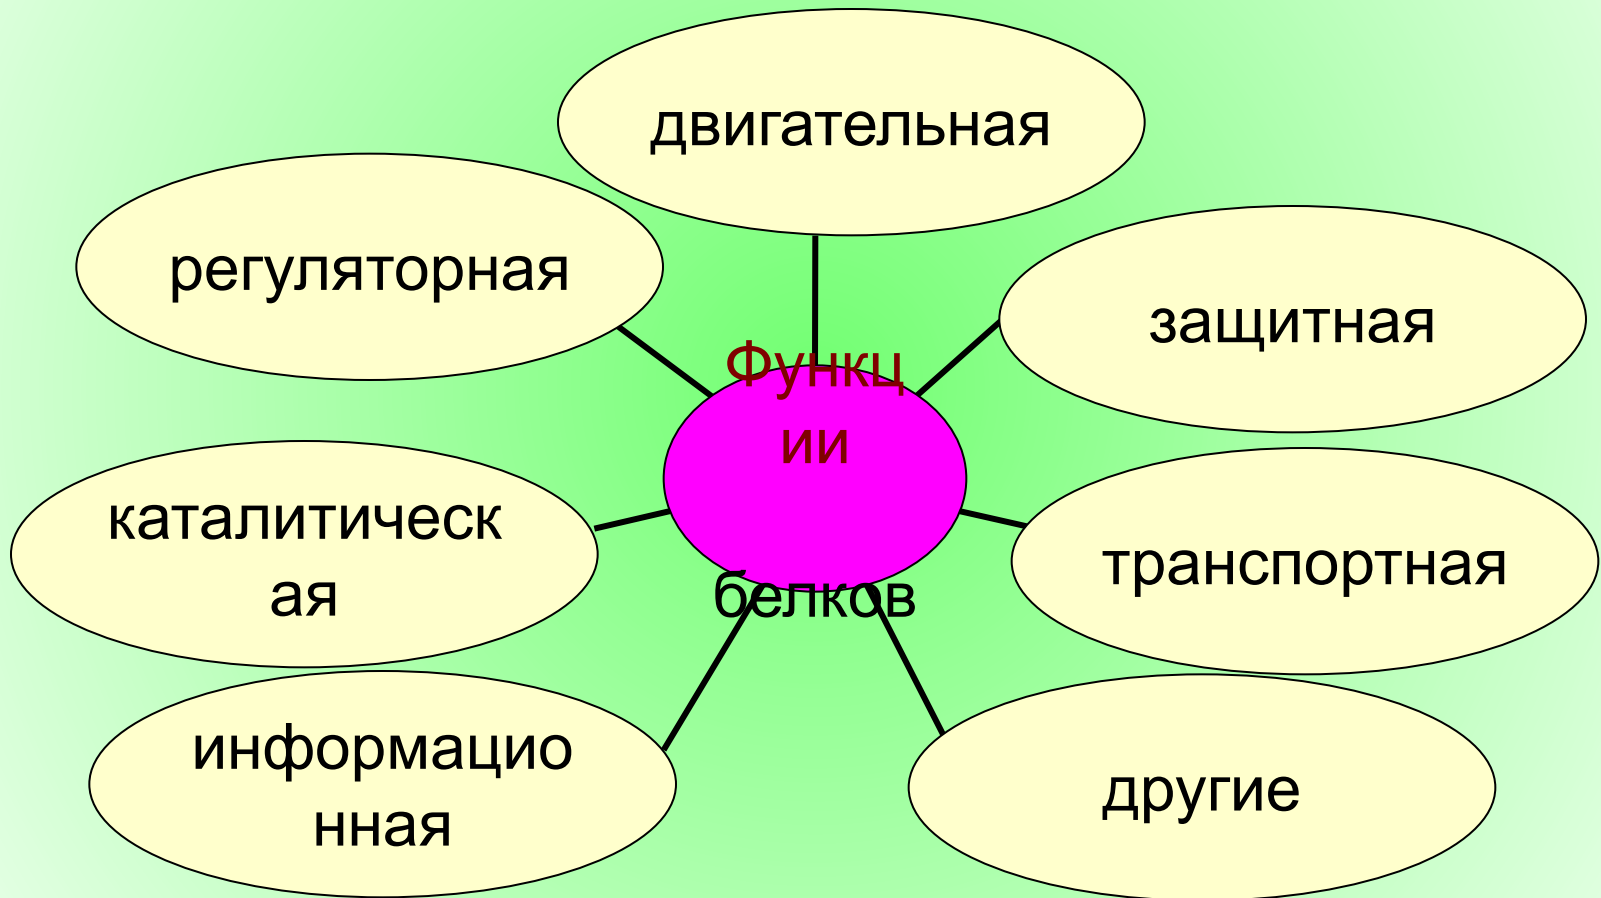 двигательная
регуляторная
защитная
Функц
ии
белков
каталитическ
ая
транспортная
информацио
нная
другие